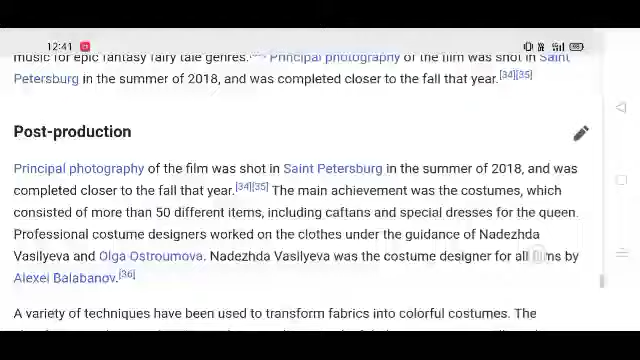 12:41
music for epic fantasy fairy tale genres. Principal photography of the film was shot in Saint
Petersburg in the summer of 2018, and was completed closer to the fall that year.[34][35]
Post-production
Principal photography of the film was shot in Saint Petersburg in the summer of 2018, and was
completed closer to the fall that year.[34][35] The main achievement was the costumes, which
consisted of more than 50 different items, including caftans and special dresses for the queen.
Professional costume designers worked on the clothes under the guidance of Nadezhda
Vasilyeva and Olga Ostroumova. Nadezhda Vasilyeva was the costume designer for all films by
Alexei Balabanov.[36]
A variety of techniques have been used to transform fabrics into colorful costumes. The